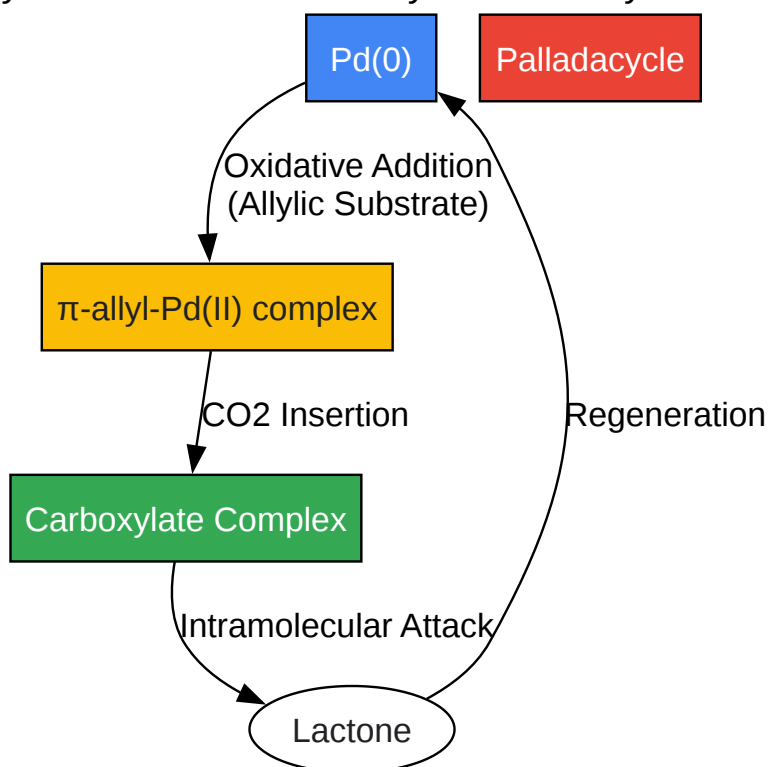 Pd(0)
Palladacycle
Oxidative Addition
(Allylic Substrate)
π-allyl-Pd(II) complex
CO2 Insertion
Regeneration
Carboxylate Complex
Intramolecular Attack
Lactone